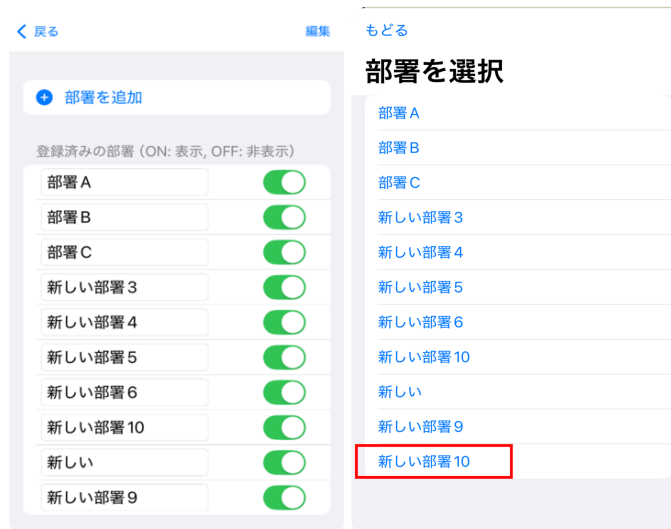 戻る
編集
部署を追加
登録済みの部署（ON: 表示, OFF: 非表示）
部署A
部署B
部署C
新しい部署3
新しい部署4
新しい部署5
新しい部署6
新しい部署10
新しい
新しい部署9
もどる
部署を選択
部署A
部署B
部署C
新しい部署3
新しい部署4
新しい部署5
新しい部署6
新しい部署10
新しい
新しい部署9
新しい部署10